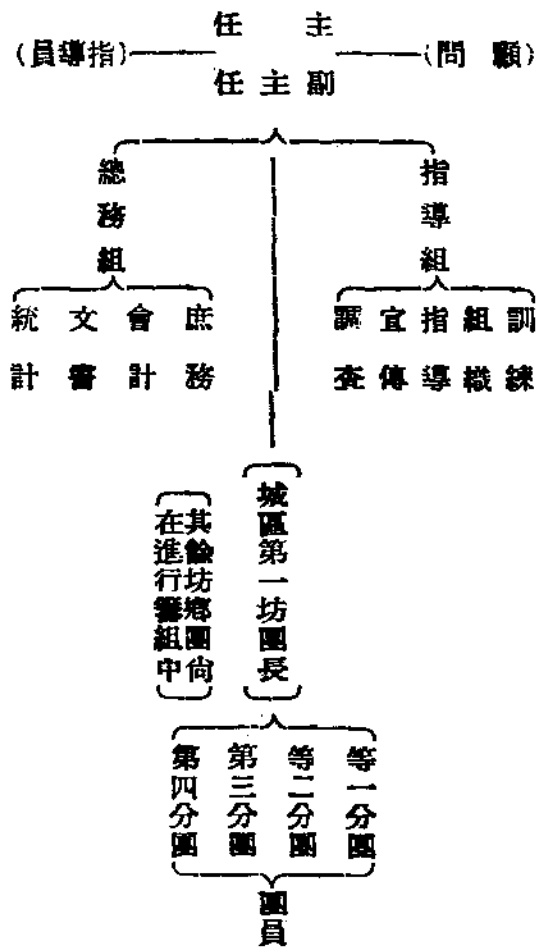 主任
(顧問)
(指導員)
副主任
指導組
總務組
訓練
組織
指導
宣傳
調查
庶務
會計
文書
統計
城區第一坊團長
其餘坊鄉團尚
在進行籌組中
等一分團
等二分團
第三分團
第四分團
團員